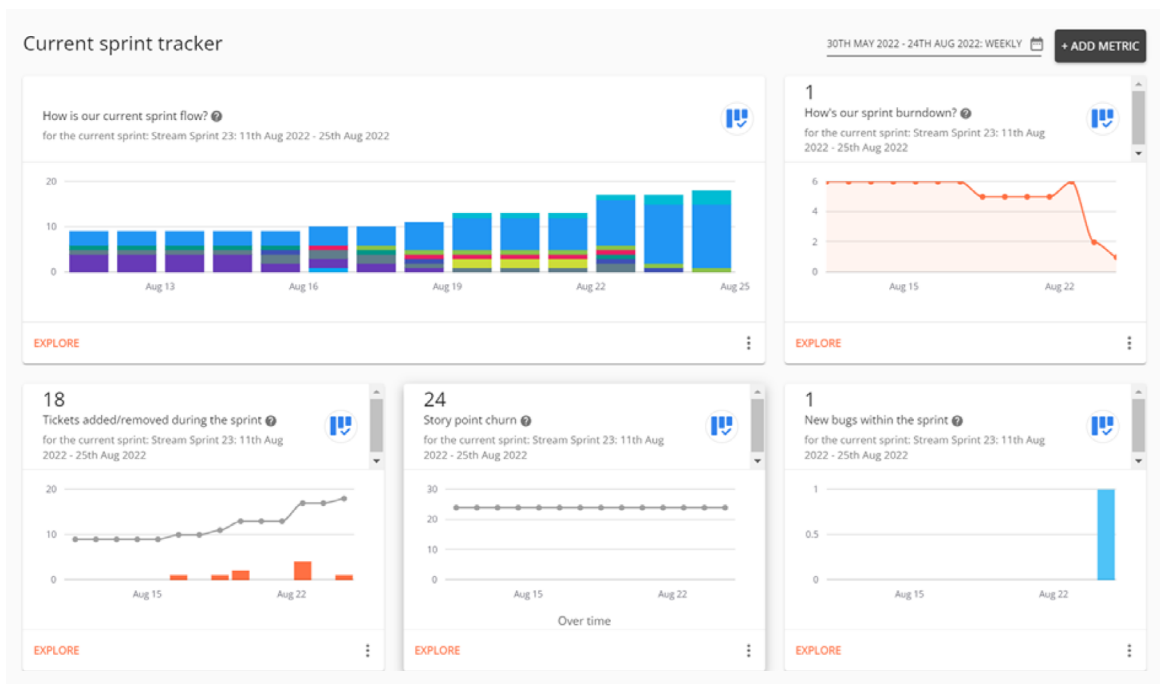 Current sprint tracker
30TH MAY 2022 - 24TH AUG 2022: WEEKLY
+ ADD METRIC
How is our current sprint flow?
for the current sprint: Stream Sprint 23: 11th Aug 2022 - 25th Aug 2022
20
10
0
Aug 13
Aug 16
Aug 19
Aug 22
Aug 25
EXPLORE
1
How's our sprint burndown?
for the current sprint: Stream Sprint 23: 11th Aug
2022 - 25th Aug 2022
6
4
2
0
Aug 15
Aug 22
EXPLORE
18
Tickets added/removed during the sprint
for the current sprint: Stream Sprint 23: 11th Aug
2022 - 25th Aug 2022
20
10
0
Aug 15
Aug 22
EXPLORE
24
Story point churn
for the current sprint: Stream Sprint 23: 11th Aug
2022 - 25th Aug 2022
30
20
10
0
Aug 15
Aug 22
Over time
EXPLORE
1
New bugs within the sprint
for the current sprint: Stream Sprint 23: 11th Aug
2022 - 25th Aug 2022
1
0.5
0
Aug 15
Aug 22
EXPLORE